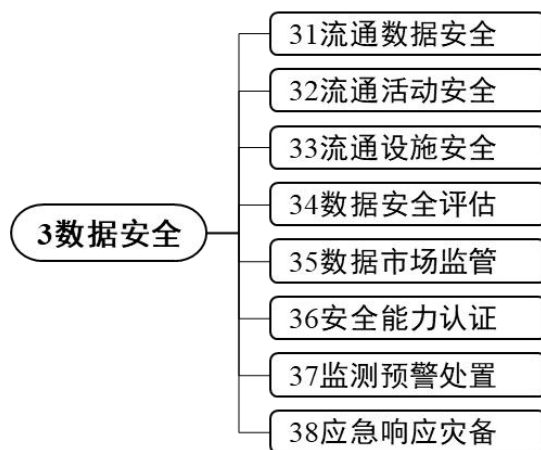 31流通数据安全
32流通活动安全
33流通设施安全
34数据安全评估
3数据安全
35数据市场监管
36安全能力认证
37监测预警处置
38应急响应灾备